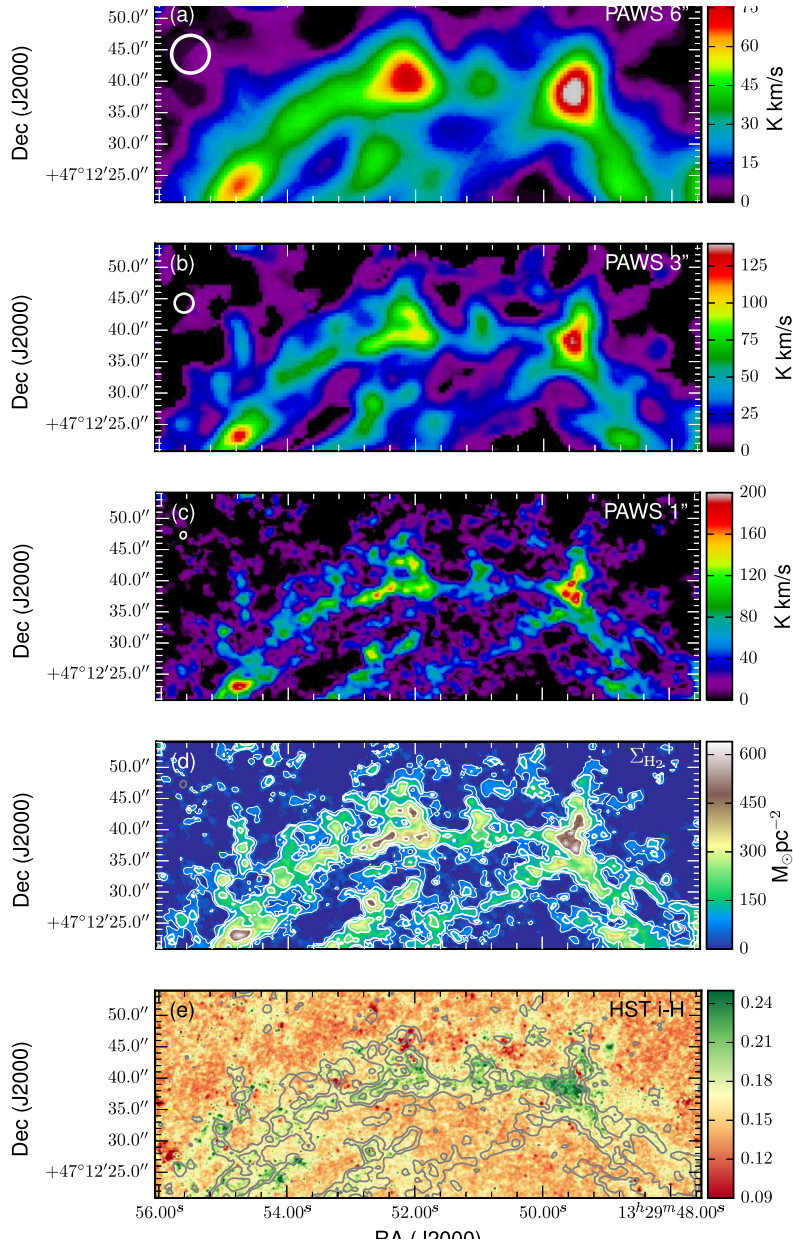 (a)
PAWS 6"
50.0″
45.0″
40.0″
35.0″
30.0″
+47°12′25.0″
Dec (J2000)
75
60
45
30
15
0
K km/s
(b)
PAWS 3"
50.0″
45.0″
40.0″
35.0″
30.0″
+47°12′25.0″
Dec (J2000)
125
100
75
50
25
0
K km/s
(c)
PAWS 1"
50.0″
45.0″
40.0″
35.0″
30.0″
+47°12′25.0″
Dec (J2000)
200
160
120
80
40
0
K km/s
(d)
Σ_H₂
50.0″
45.0″
40.0″
35.0″
30.0″
+47°12′25.0″
Dec (J2000)
600
450
300
150
0
M⊙pc⁻²
(e)
HST i-H
50.0″
45.0″
40.0″
35.0″
30.0″
+47°12′25.0″
Dec (J2000)
0.24
0.21
0.18
0.15
0.12
0.09
56.00ˢ 54.00ˢ 52.00ˢ 50.00ˢ 13ʰ29ᵐ48.00ˢ
RA (J2000)